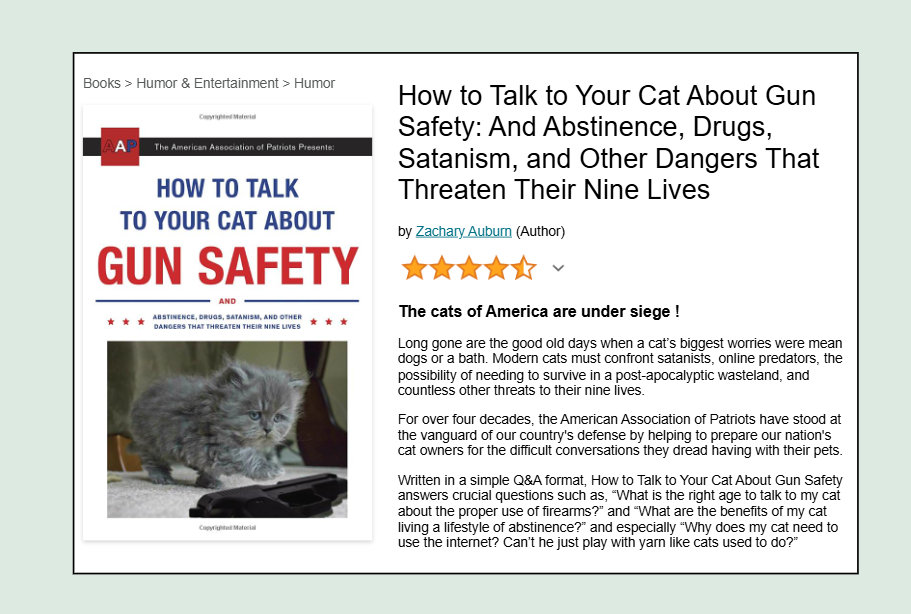 Books > Humor & Entertainment > Humor
Copyrighted Material
AAP
The American Association of Patriots Presents:
HOW TO TALK
TO YOUR CAT ABOUT
GUN SAFETY
AND
ABSTINENCE, DRUGS, SATANISM, AND OTHER
DANGERS THAT THREATEN THEIR NINE LIVES
Copyrighted Material
How to Talk to Your Cat About Gun
Safety: And Abstinence, Drugs,
Satanism, and Other Dangers That
Threaten Their Nine Lives
by Zachary Auburn (Author)
The cats of America are under siege !
Long gone are the good old days when a cat's biggest worries were mean
dogs or a bath. Modern cats must confront satanists, online predators, the
possibility of needing to survive in a post-apocalyptic wasteland, and
countless other threats to their nine lives.
For over four decades, the American Association of Patriots have stood at
the vanguard of our country's defense by helping to prepare our nation's
cat owners for the difficult conversations they dread having with their pets.
Written in a simple Q&A format, How to Talk to Your Cat About Gun Safety
answers crucial questions such as, “What is the right age to talk to my cat
about the proper use of firearms?” and “What are the benefits of my cat
living a lifestyle of abstinence?” and especially “Why does my cat need to
use the internet? Can’t he just play with yarn like cats used to do?”